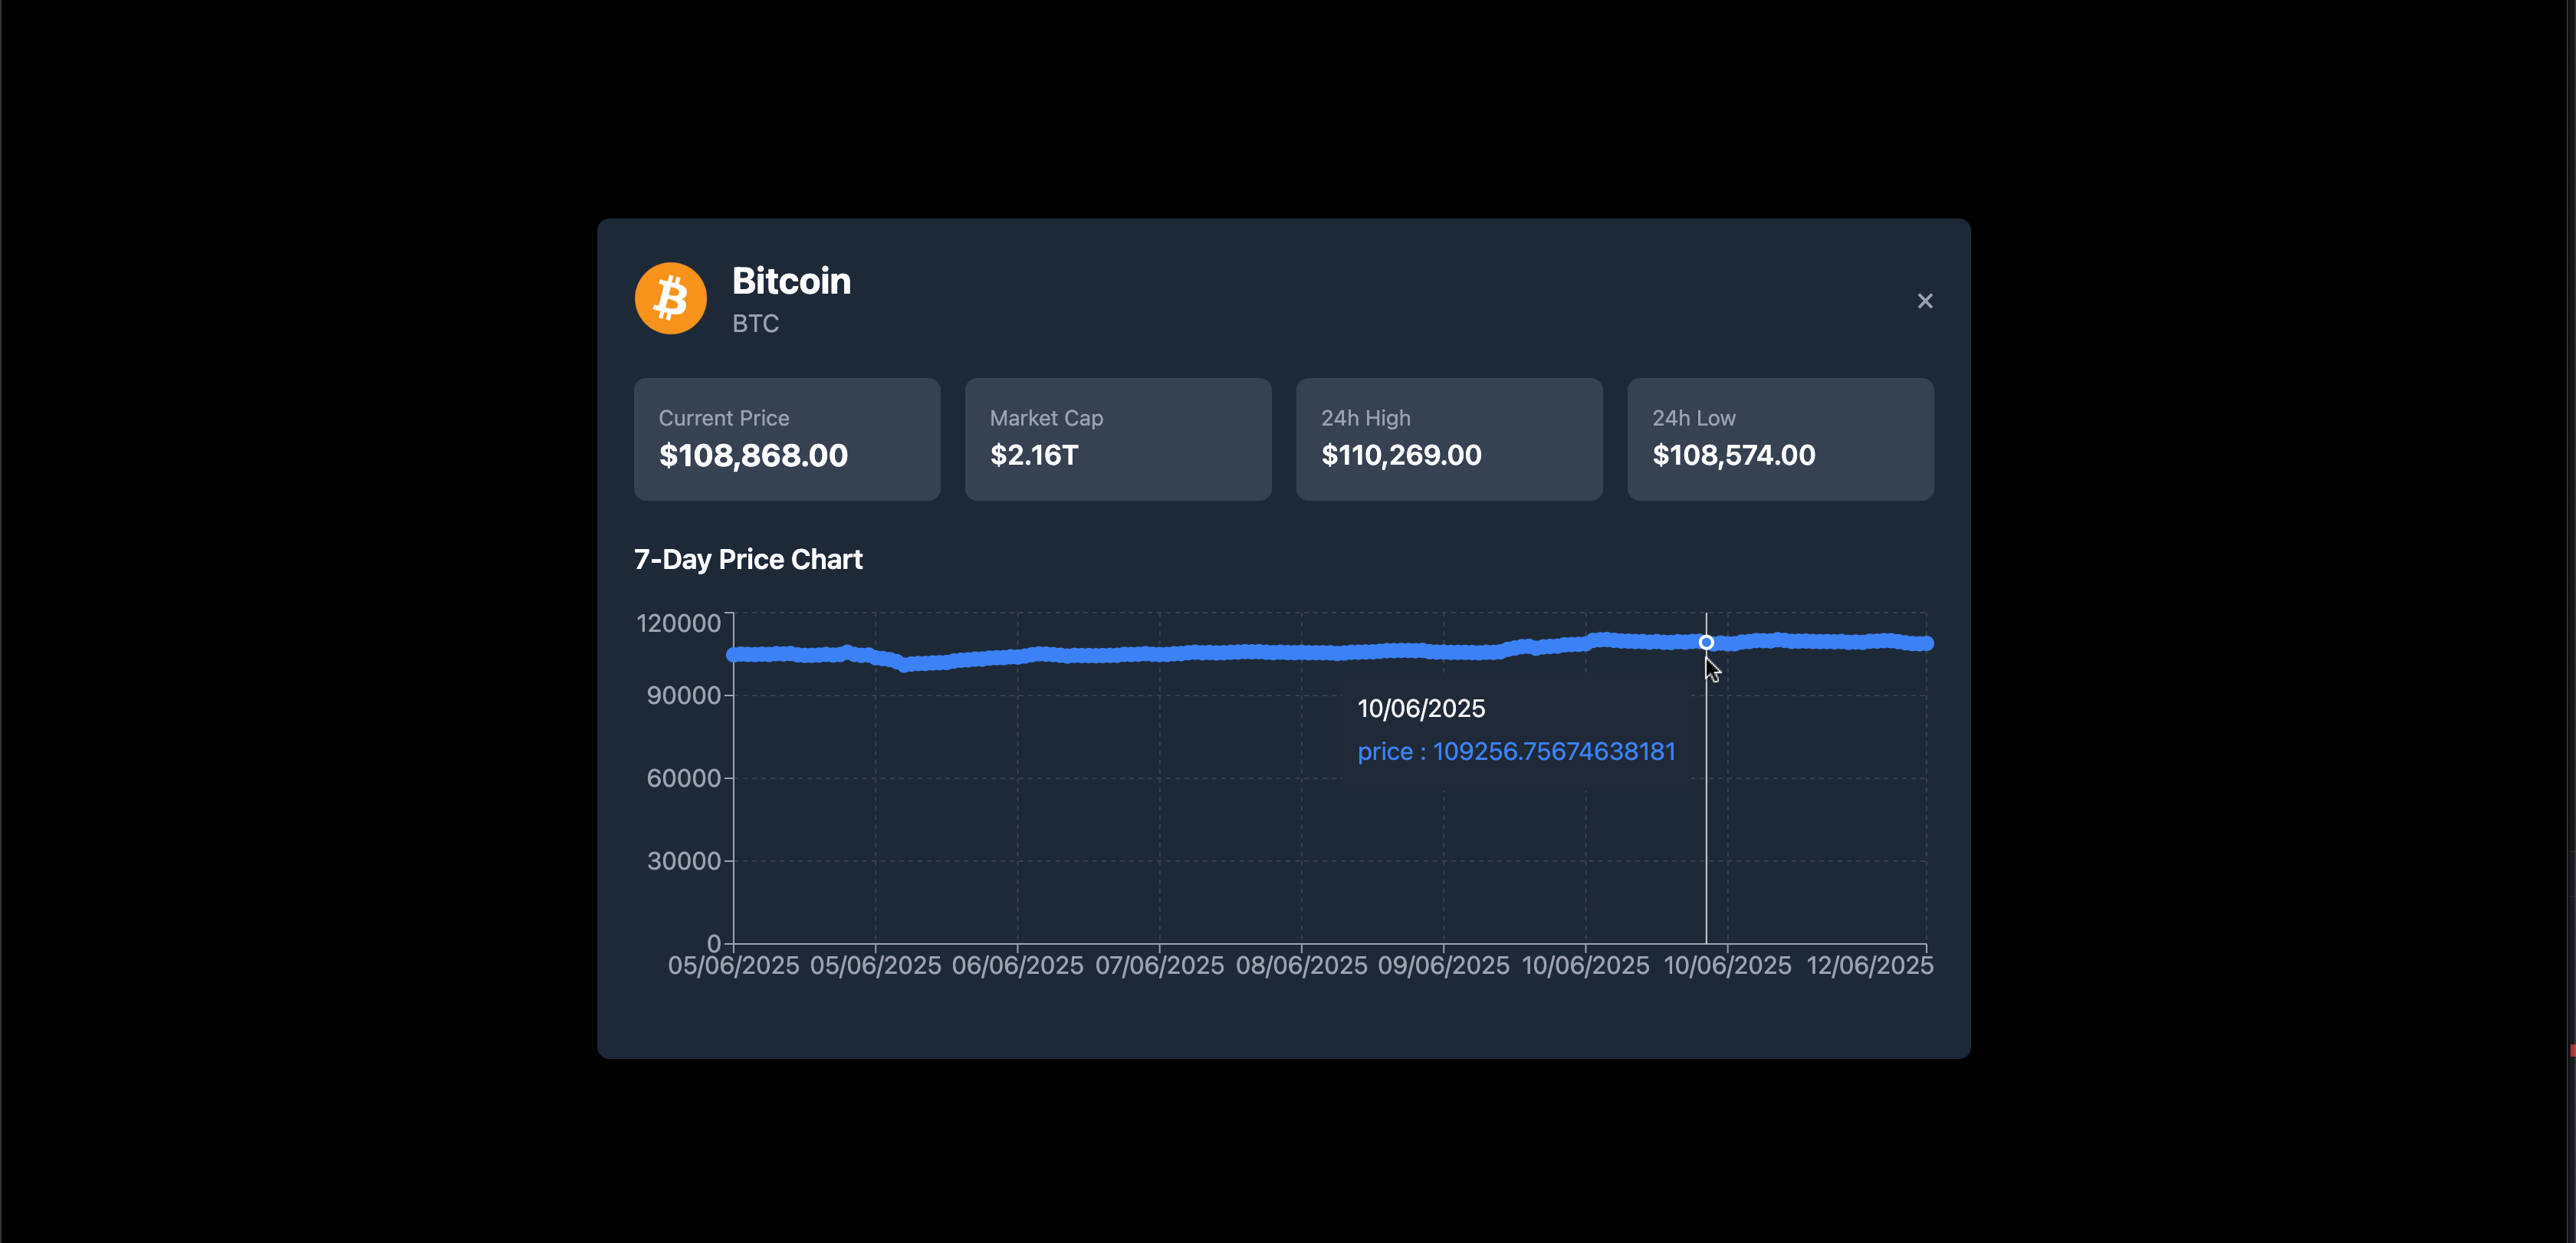 Bitcoin
BTC
×
Current Price
$108,868.00
Market Cap
$2.16T
24h High
$110,269.00
24h Low
$108,574.00
7-Day Price Chart
120000
90000
60000
30000
0
10/06/2025
price : 109256.75674638181
05/06/2025 05/06/2025 06/06/2025 07/06/2025 08/06/2025 09/06/2025 10/06/2025 10/06/2025 12/06/2025